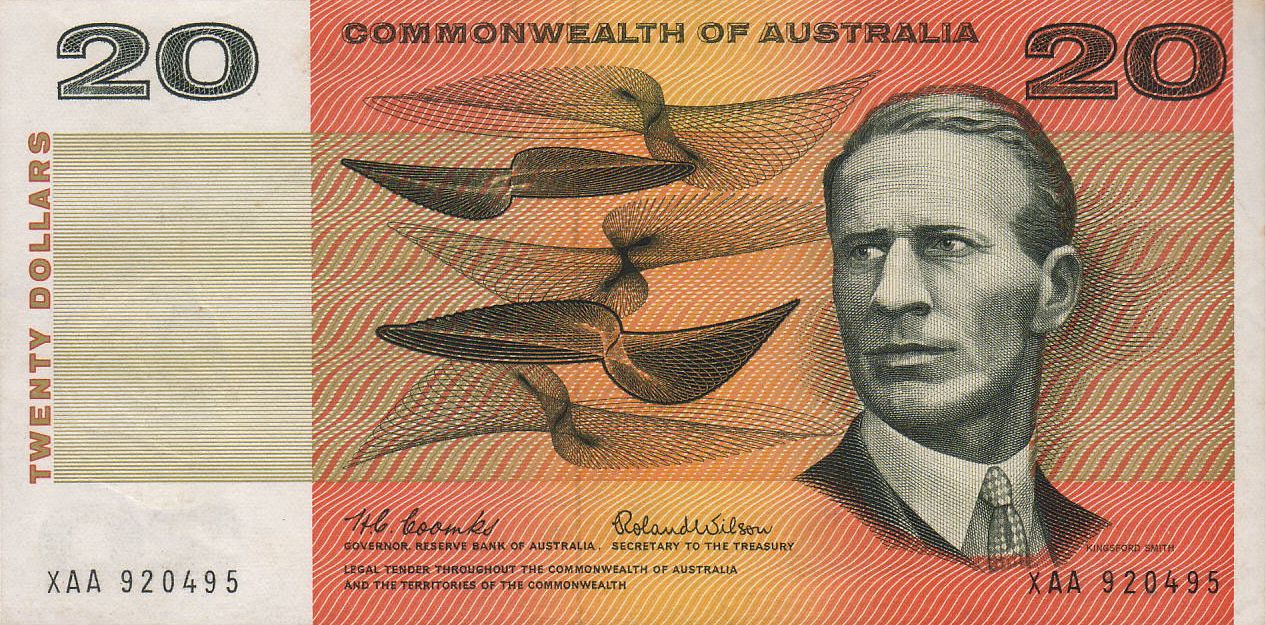 20
COMMONWEALTH OF AUSTRALIA
20
TWENTY DOLLARS
H.C. Coombs
Roland Wilson
GOVERNOR, RESERVE BANK OF AUSTRALIA.
SECRETARY TO THE TREASURY
KINGSFORD SMITH
LEGAL TENDER THROUGHOUT THE COMMONWEALTH OF AUSTRALIA
AND THE TERRITORIES OF THE COMMONWEALTH
XAA 920495
XAA 920495